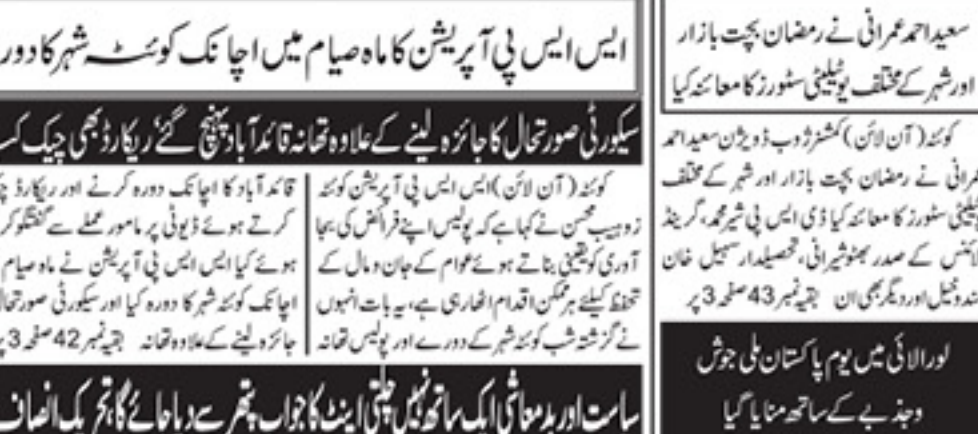 سعید احمد عمرانی نے رمضان بچت بازار
اور شہر کے مختلف یوٹیلیٹی سٹورز کا معائنہ کیا
کوئٹہ (آن لائن) کمشنر ژوب ڈویژن سعید احمد
عمرانی نے رمضان بچت بازار اور شہر کے مختلف
یوٹیلیٹی سٹورز کا معائنہ کیا ڈی ایس پی شیر محمد، گرینڈ
الائنس کے صدر بھٹو شیرانی، تحصیلدار سہیل خان
مندوخیل اور دیگر بھی ان بقیہ نمبر 43 صفحہ 3 پر
لورالائی میں یوم پاکستان ملی جوش
وجذبے کے ساتھ منایا گیا
ایس ایس پی آپریشن کا ماہ صیام میں اچانک کوئٹہ شہر کا دور
سیکورٹی صورتحال کا جائزہ لینے کے علاوہ تھانہ قائد آباد پہنچ گئے، ریکارڈ بھی چیک
کوئٹہ (آن لائن) ایس ایس پی آپریشن کوئٹہ
زوہیب محسن نے کہا ہے کہ پولیس اپنے فرائض کی بجا
آوری کو یقینی بناتے ہوئے عوام کے جان و مال کے
تحفظ کیلئے ہر ممکن اقدام اٹھا رہی ہے، یہ بات انہوں
نے گزشتہ شب کوئٹہ شہر کے دورے اور پولیس تھانہ
قائد آباد کا اچانک دورہ کرنے اور ریکارڈ
کرتے ہوئے ڈیوٹی پر مامور عملے سے گفتگو کر
ہوئے کیا ایس ایس پی آپریشن نے ماہ صیام
اچانک کوئٹہ شہر کا دورہ کیا اور سیکورٹی صورتحال
جائزہ لینے کے علاوہ تھانہ بقیہ نمبر 42 صفحہ 3 پر
سیاست اور بدمعاشی ایک ساتھ نہیں چلتی اینٹ کا جواب پتھر سے دیا جائے گا، تحریک انصاف